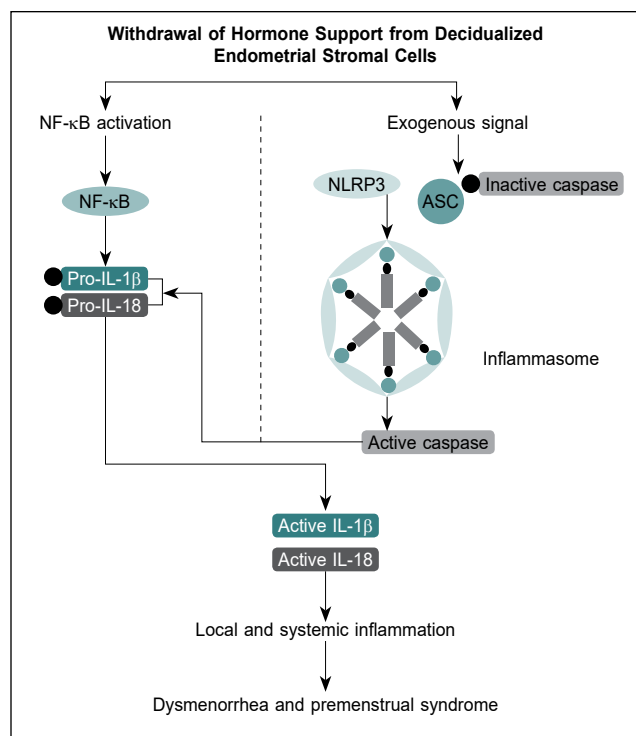 Withdrawal of Hormone Support from Decidualized
Endometrial Stromal Cells
NF-κB activation
Exogenous signal
NLRP3
ASC
Inactive caspase
NF-κB
Pro-IL-1β
Pro-IL-18
Inflammasome
Active caspase
Active IL-1β
Active IL-18
Local and systemic inflammation
Dysmenorrhea and premenstrual syndrome